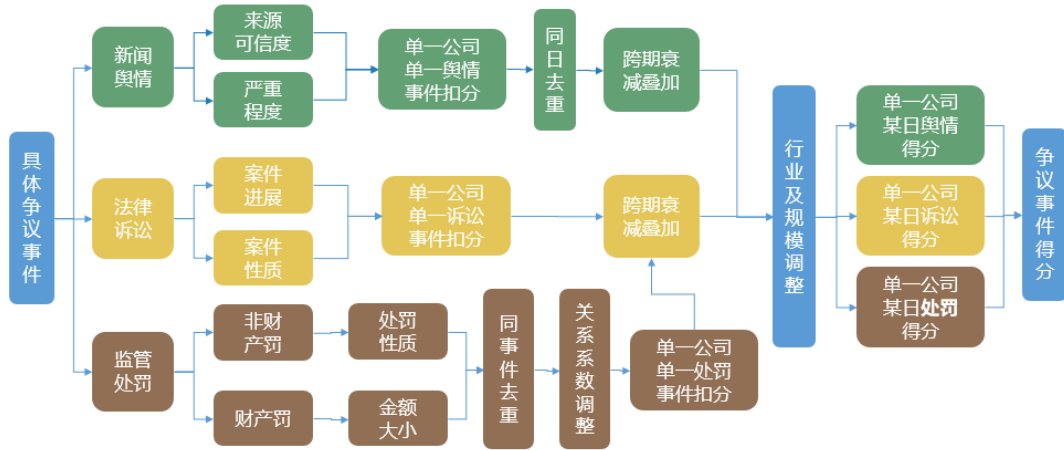 具体争议事件
新闻
舆情
来源
可信度
严重
程度
单一公司
单一舆情
事件扣分
同日去重
跨期衰
减叠加
法律
诉讼
案件
进展
案件
性质
单一公司
单一诉讼
事件扣分
跨期衰
减叠加
监管
处罚
非财
产罚
处罚
性质
财产罚
金额
大小
同事件去重
关系系数调整
单一公司
单一处罚
事件扣分
行业及规模调整
单一公司
某日舆情
得分
单一公司
某日诉讼
得分
单一公司
某日处罚
得分
争议事件得分